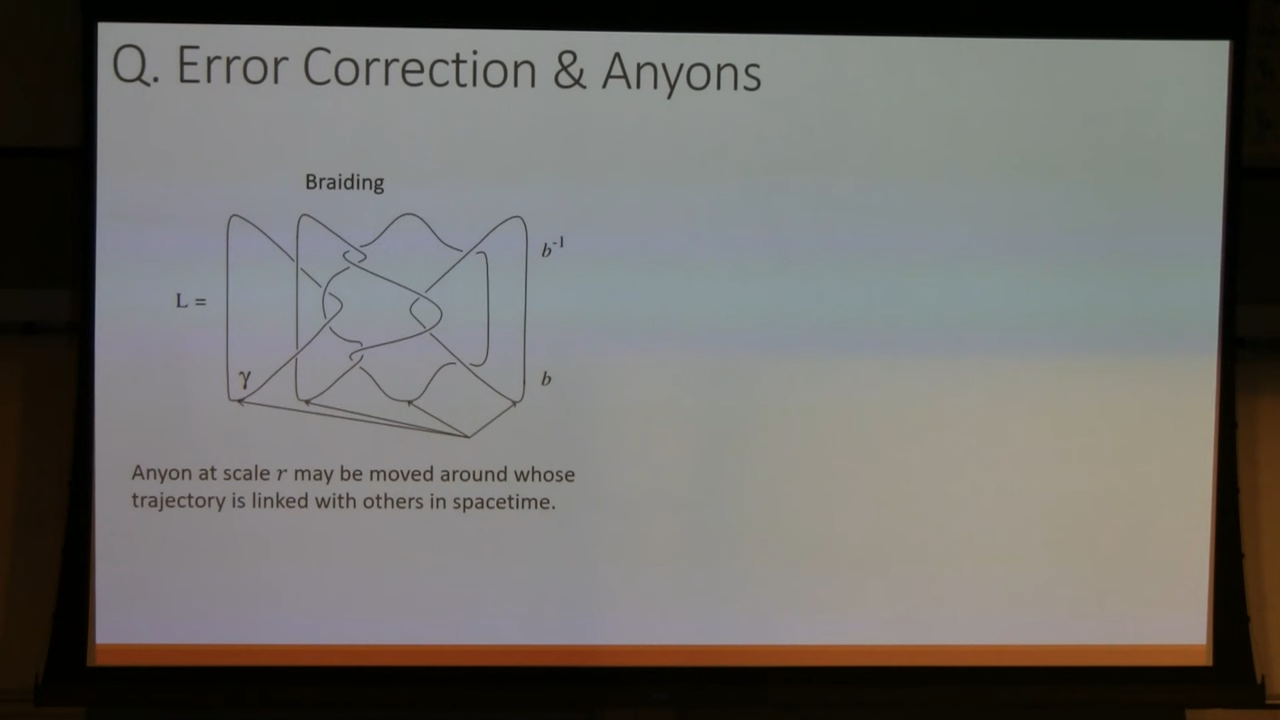 Q. Error Correction & Anyons
Braiding
b⁻¹
L =
γ
b
Anyon at scale r may be moved around whose
trajectory is linked with others in spacetime.